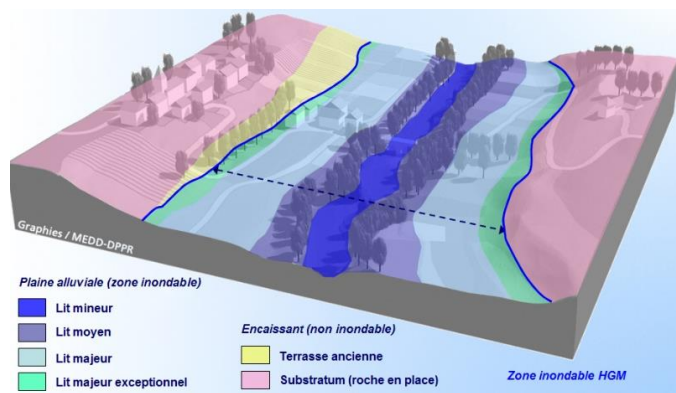 Graphies / MEDD-DPPR
Plaine alluviale (zone inondable)
Lit mineur
Lit moyen
Lit majeur
Lit majeur exceptionnel
Encaissant (non inondable)
Terrasse ancienne
Substratum (roche en place)
Zone inondable HGM